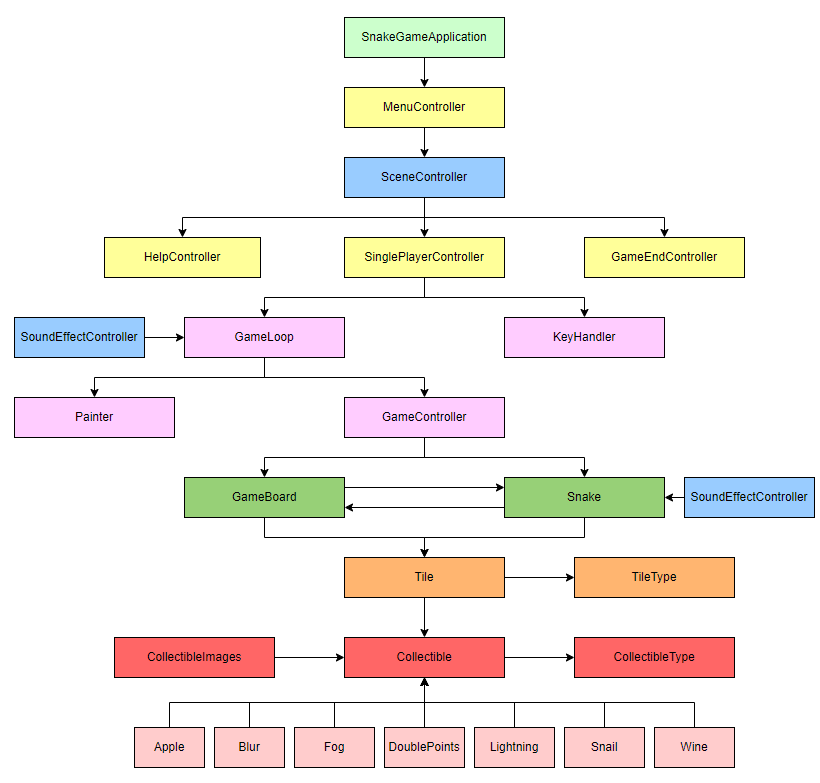 SnakeGameApplication
MenuController
SceneController
HelpController
SinglePlayerController
GameEndController
SoundEffectController
GameLoop
KeyHandler
Painter
GameController
GameBoard
Snake
SoundEffectController
Tile
TileType
CollectibleImages
Collectible
CollectibleType
Apple
Blur
Fog
DoublePoints
Lightning
Snail
Wine